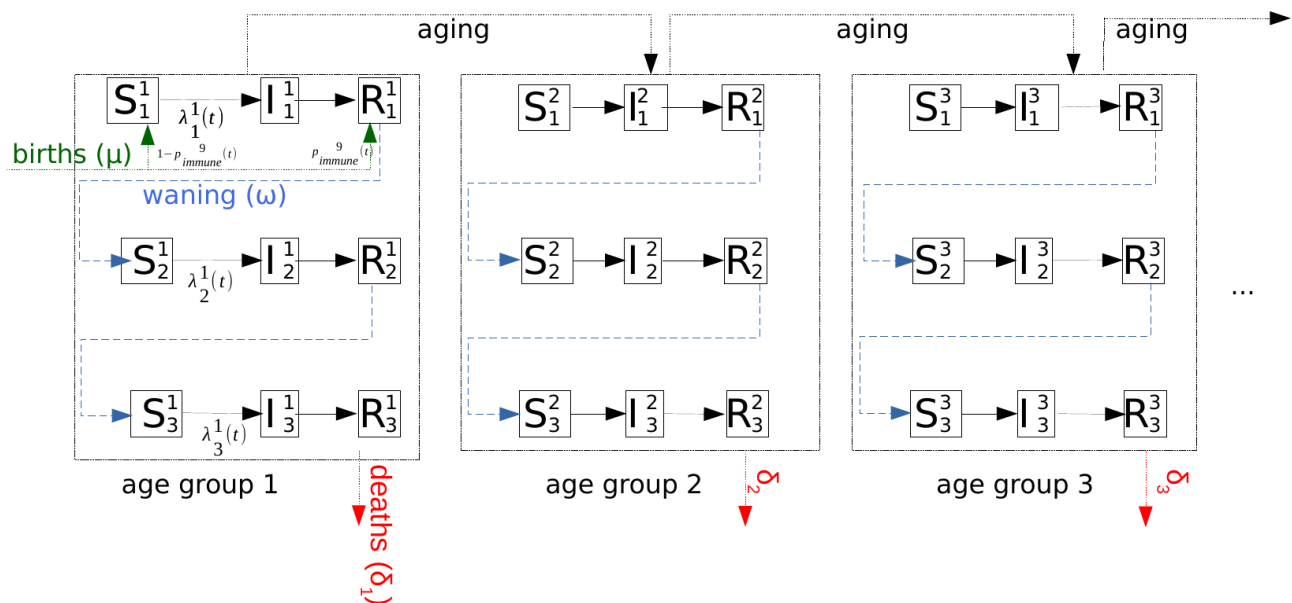 aging aging aging
S₁¹ I₁¹ R₁¹ S₁² I₁² R₁² S₁³ I₁³ R₁³
λ₁¹(t)
births (μ) 1−p⁹immune(t) p⁹immune(t)
waning (ω)
S₂¹ I₂¹ R₂¹ S₂² I₂² R₂² S₂³ I₂³ R₂³
λ₂¹(t)
...
S₃¹ I₃¹ R₃¹ S₃² I₃² R₃² S₃³ I₃³ R₃³
λ₃¹(t)
age group 1 age group 2 age group 3
deaths (δ₁) δ₂ δ₃